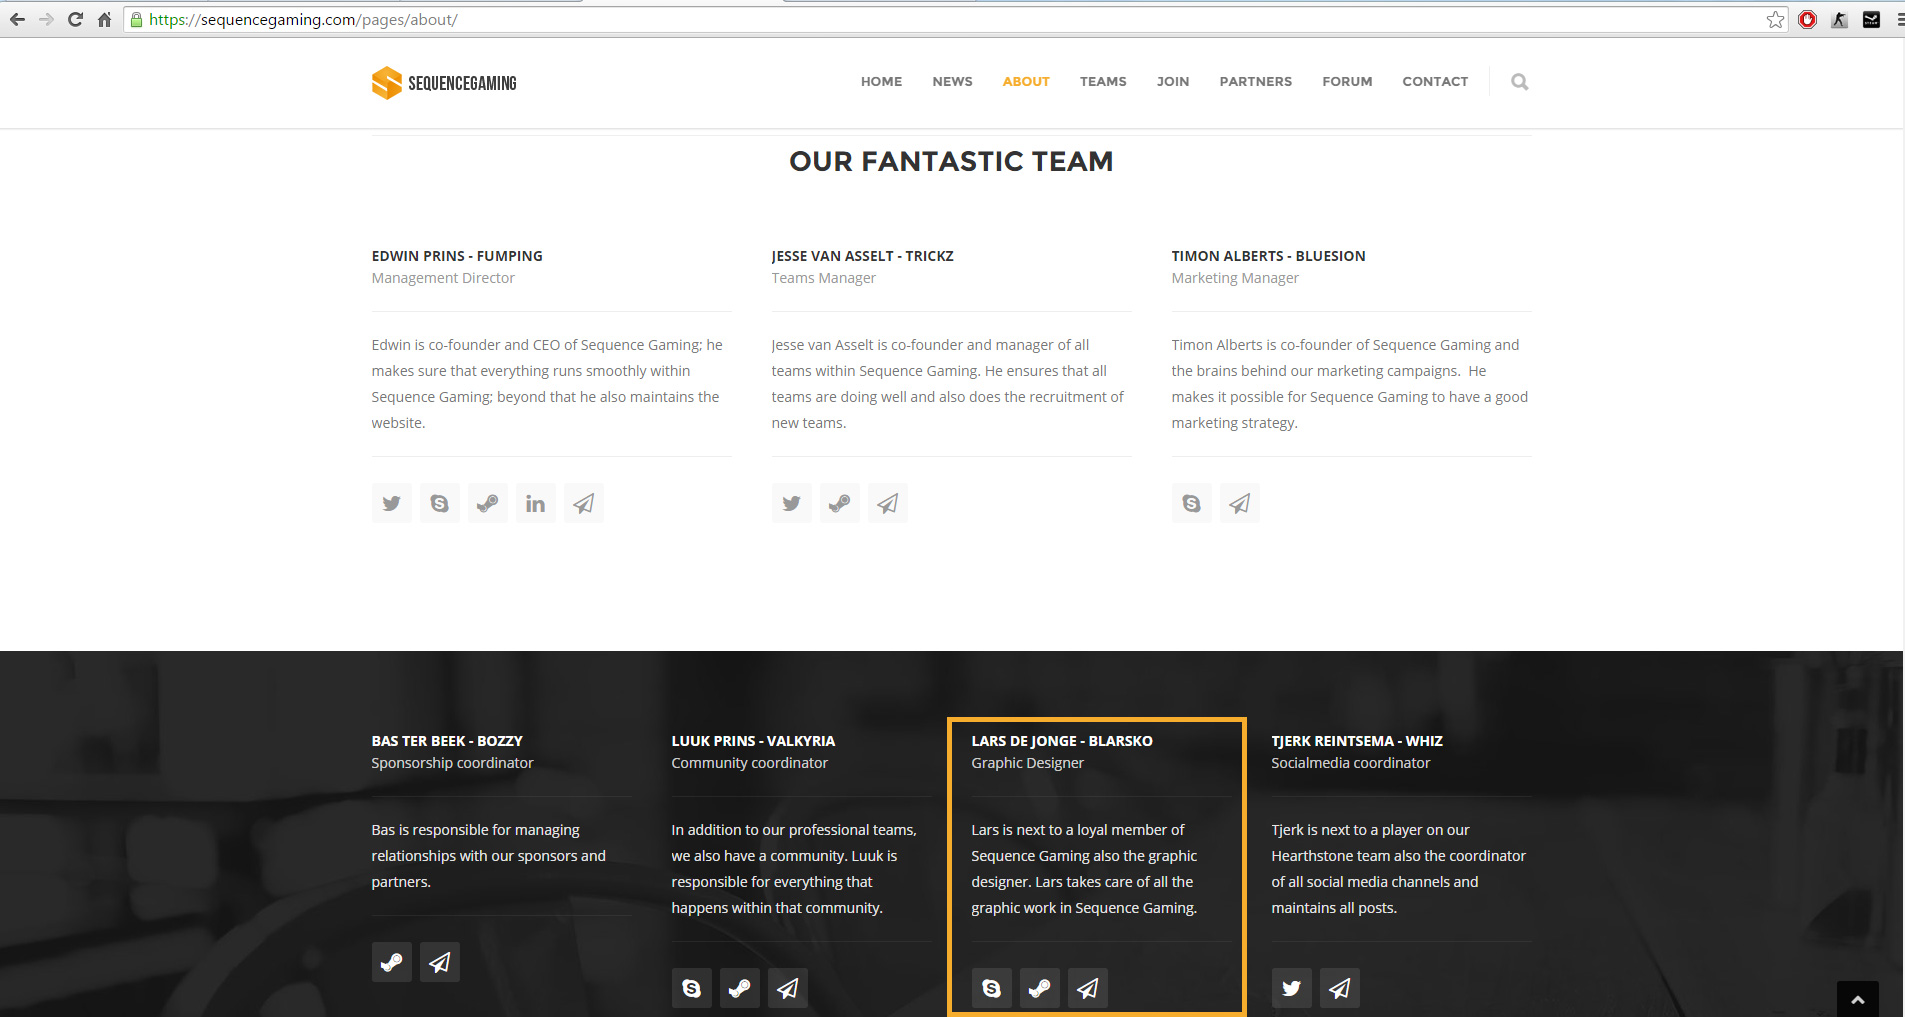 https://sequencegaming.com/pages/about/
SEQUENCEGAMING
HOME NEWS ABOUT TEAMS JOIN PARTNERS FORUM CONTACT
OUR FANTASTIC TEAM
EDWIN PRINS - FUMPING
Management Director
Edwin is co-founder and CEO of Sequence Gaming; he
makes sure that everything runs smoothly within
Sequence Gaming; beyond that he also maintains the
website.
JESSE VAN ASSELT - TRICKZ
Teams Manager
Jesse van Asselt is co-founder and manager of all
teams within Sequence Gaming. He ensures that all
teams are doing well and also does the recruitment of
new teams.
TIMON ALBERTS - BLUESION
Marketing Manager
Timon Alberts is co-founder of Sequence Gaming and
the brains behind our marketing campaigns.  He
makes it possible for Sequence Gaming to have a good
marketing strategy.
BAS TER BEEK - BOZZY
Sponsorship coordinator
Bas is responsible for managing
relationships with our sponsors and
partners.
LUUK PRINS - VALKYRIA
Community coordinator
In addition to our professional teams,
we also have a community. Luuk is
responsible for everything that
happens within that community.
LARS DE JONGE - BLARSKO
Graphic Designer
Lars is next to a loyal member of
Sequence Gaming also the graphic
designer. Lars takes care of all the
graphic work in Sequence Gaming.
TJERK REINTSEMA - WHIZ
Socialmedia coordinator
Tjerk is next to a player on our
Hearthstone team also the coordinator
of all social media channels and
maintains all posts.